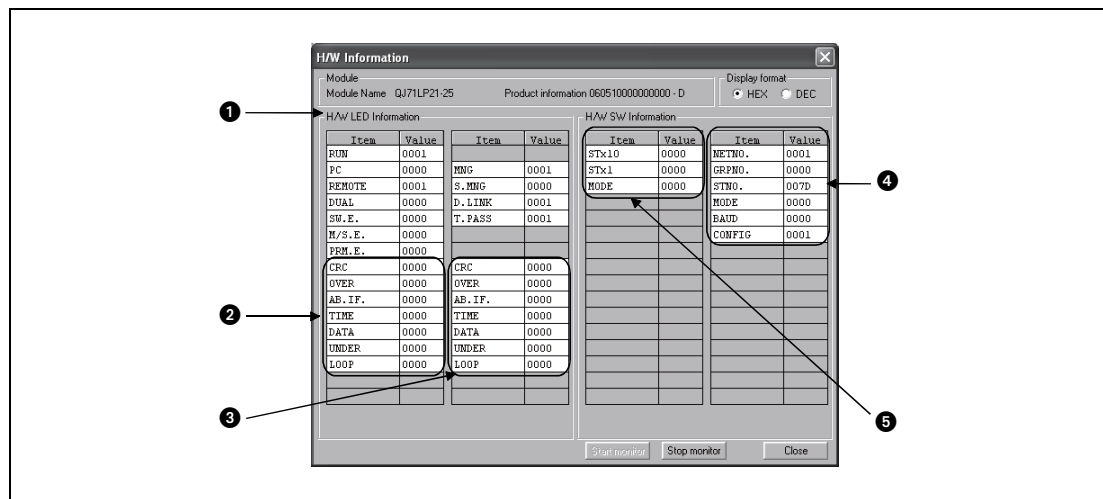 H/W Information
Module
Module Name QJ71LP21-25 Product information 060510000000000 - D
Display format
HEX DEC
❶
H/W LED Information
Item Value
RUN 0001
PC 0000
REMOTE 0001
DUAL 0000
SW.E. 0000
M/S.E. 0000
PRM.E. 0000
CRC 0000
OVER 0000
AB.IF. 0000
TIME 0000
DATA 0000
UNDER 0000
LOOP 0000
❷
Item Value
MNG 0001
S.MNG 0000
D.LINK 0001
T.PASS 0001
CRC 0000
OVER 0000
AB.IF. 0000
TIME 0000
DATA 0000
UNDER 0000
LOOP 0000
❸
H/W SW Information
Item Value
STx10 0000
STx1 0000
MODE 0000
Item Value
NETNO. 0001
GRPNO. 0000
STNO. 007D
MODE 0000
BAUD 0000
CONFIG 0001
❹
❺
Start monitor Stop monitor Close